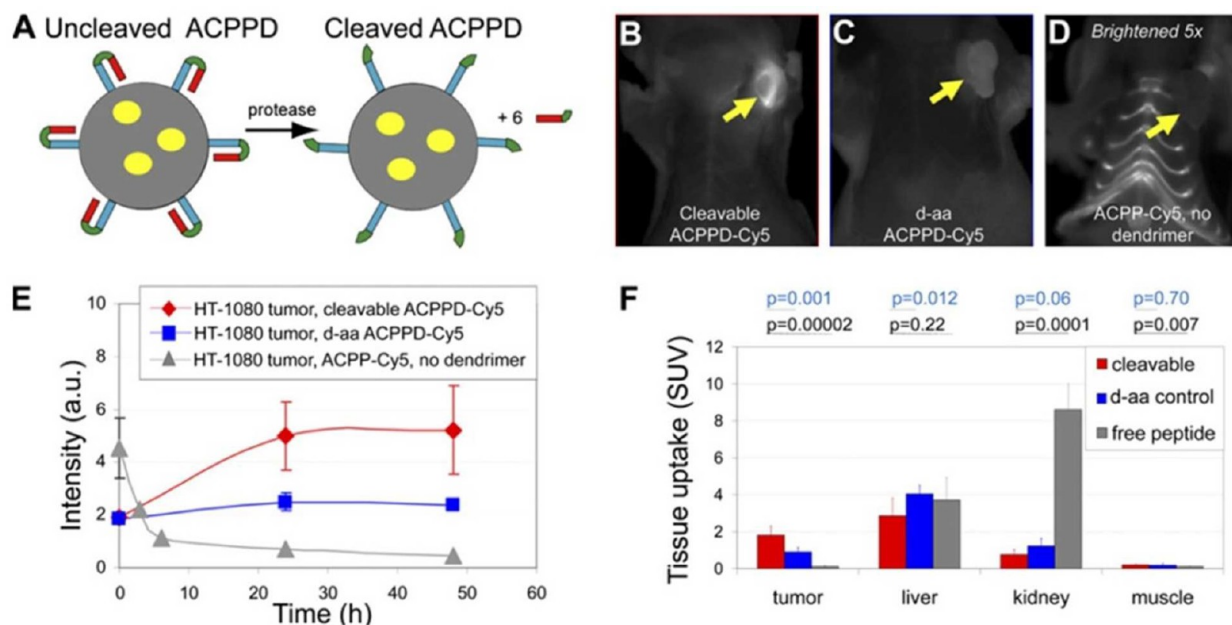 A
Uncleaved ACPPD
Cleaved ACPPD
protease
+ 6
B
Cleavable
ACPPD-Cy5
C
d-aa
ACPPD-Cy5
D
Brightened 5x
ACPP-Cy5, no
dendrimer
E
HT-1080 tumor, cleavable ACPPD-Cy5
HT-1080 tumor, d-aa ACPPD-Cy5
HT-1080 tumor, ACPP-Cy5, no dendrimer
Intensity (a.u.)
10
8
6
4
2
0
0 10 20 30 40 50 60
Time (h)
F
p=0.001 p=0.012 p=0.06 p=0.70
p=0.00002 p=0.22 p=0.0001 p=0.007
Tissue uptake (SUV)
12
10
8
6
4
2
0
cleavable
d-aa control
free peptide
tumor liver kidney muscle